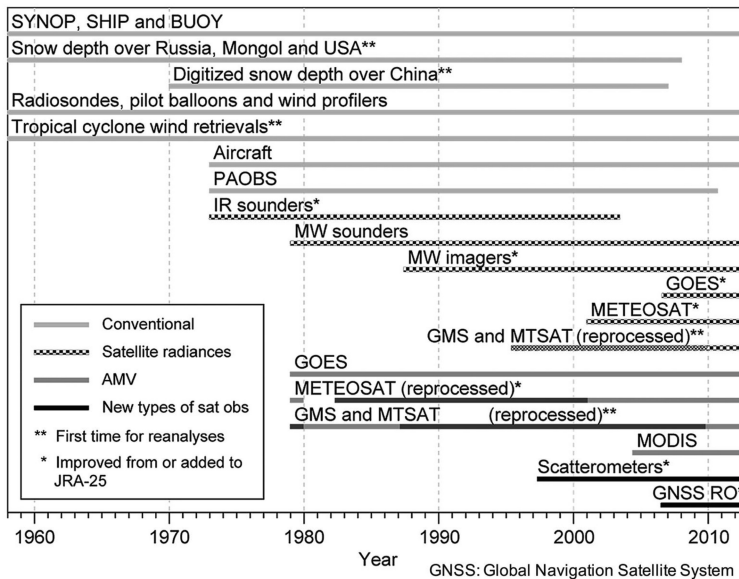 SYNOP, SHIP and BUOY
Snow depth over Russia, Mongol and USA**
Digitized snow depth over China**
Radiosondes, pilot balloons and wind profilers
Tropical cyclone wind retrievals**
Aircraft
PAOBS
IR sounders*
MW sounders
MW imagers*
GOES*
METEOSAT*
GMS and MTSAT (reprocessed)**
GOES
METEOSAT (reprocessed)*
GMS and MTSAT (reprocessed)**
MODIS
Scatterometers*
GNSS RO*
Conventional
Satellite radiances
AMV
New types of sat obs
** First time for reanalyses
* Improved from or added to
JRA-25
1960 1970 1980 1990 2000 2010
Year
GNSS: Global Navigation Satellite System